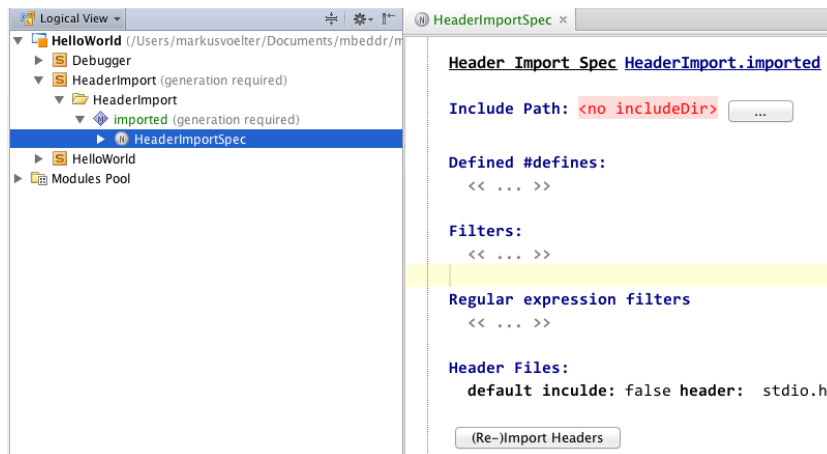 Logical View
HelloWorld (/Users/markusvoelter/Documents/mbeddr/m
S Debugger
S HeaderImport (generation required)
HeaderImport
M imported (generation required)
N HeaderImportSpec
S HelloWorld
Modules Pool
N HeaderImportSpec ×
Header Import Spec HeaderImport.imported
Include Path: <no includeDir> ...
Defined #defines:
<< ... >>
Filters:
<< ... >>
Regular expression filters
<< ... >>
Header Files:
default inculde: false header: stdio.h
(Re-)Import Headers